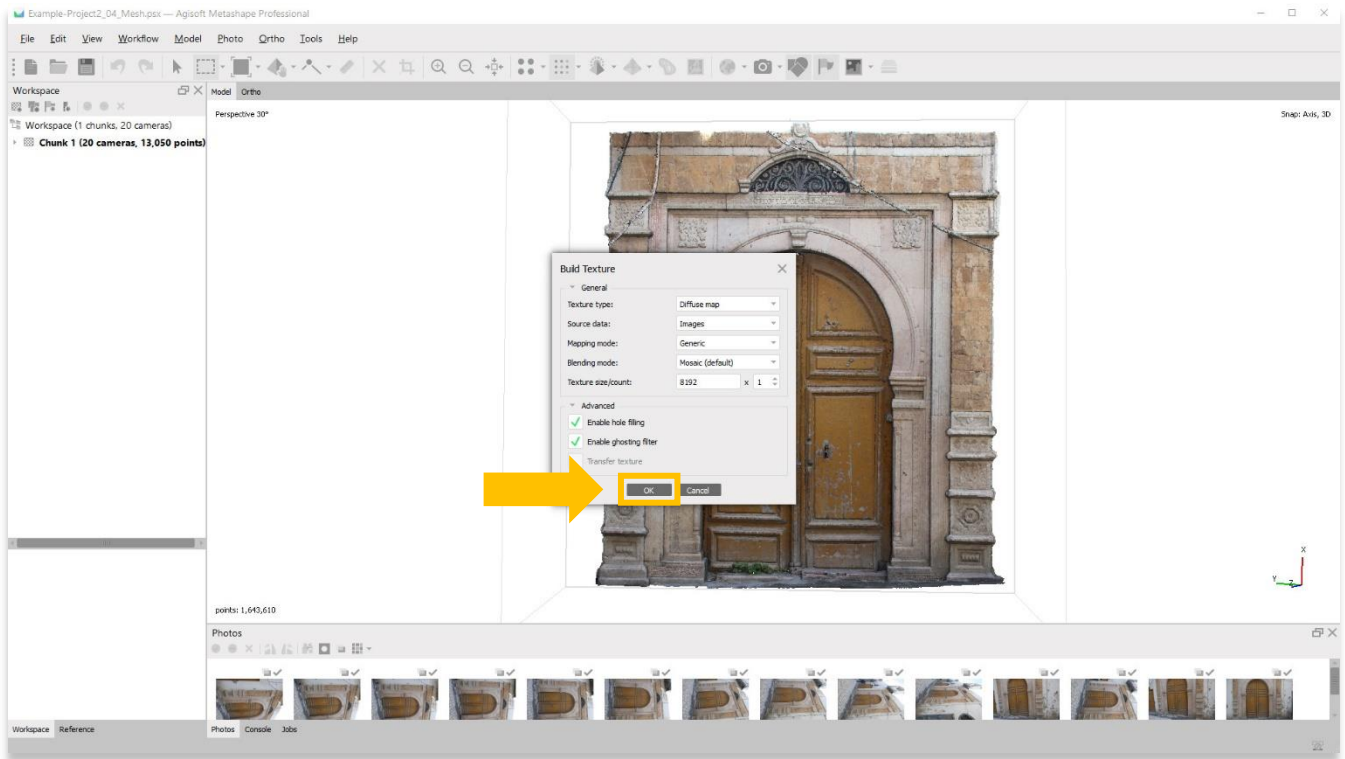 Example-Project2_04_Mesh.psx — Agisoft Metashape Professional
File Edit View Workflow Model Photo Ortho Tools Help
Workspace
Model Ortho
Perspective 30°
Snap: Axis, 3D
Workspace (1 chunks, 20 cameras)
Chunk 1 (20 cameras, 13,050 points)
Build Texture
General
Texture type: Diffuse map
Source data: Images
Mapping mode: Generic
Blending mode: Mosaic (default)
Texture size/count: 8192 x 1
Advanced
Enable hole filling
Enable ghosting filter
Transfer texture
OK Cancel
X
Y Z
points: 1,643,610
Photos
Workspace Reference
Photos Console Jobs